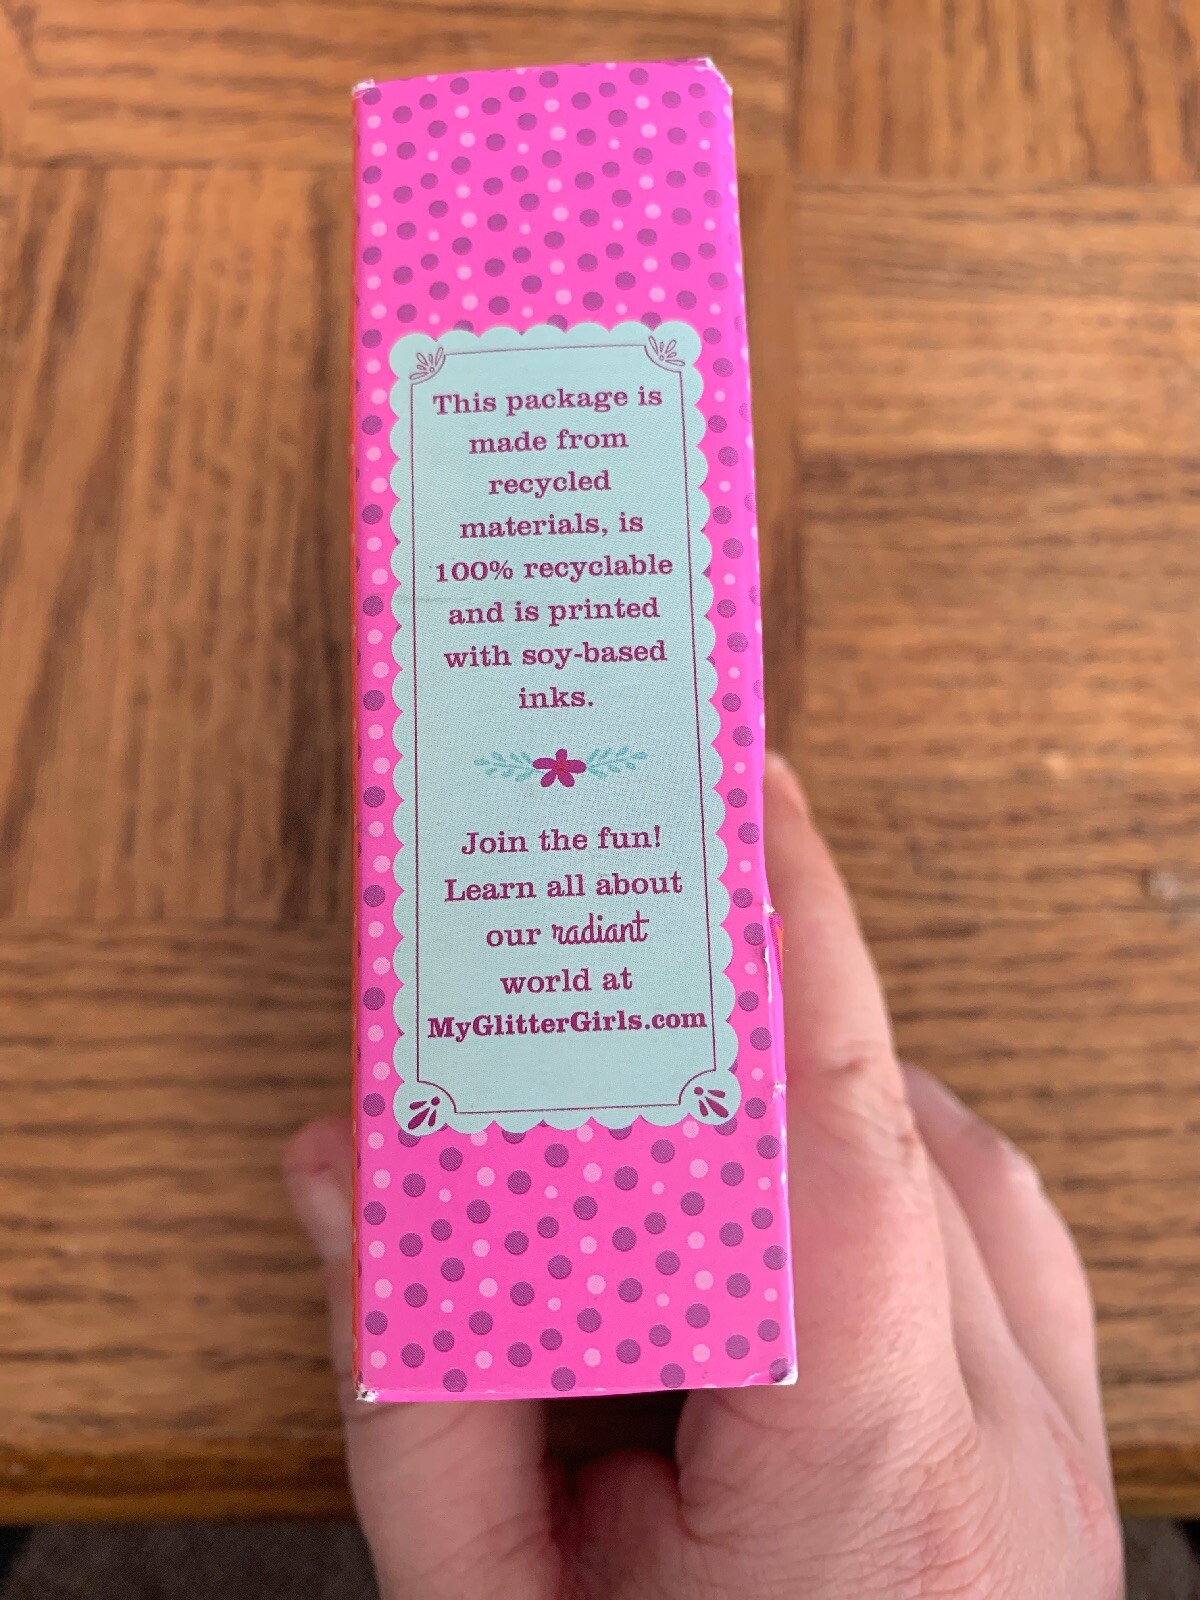 This package is
made from
recycled
materials, is
100% recyclable
and is printed
with soy-based
inks.
Join the fun!
Learn all about
our radiant
world at
MyGlitterGirls.com